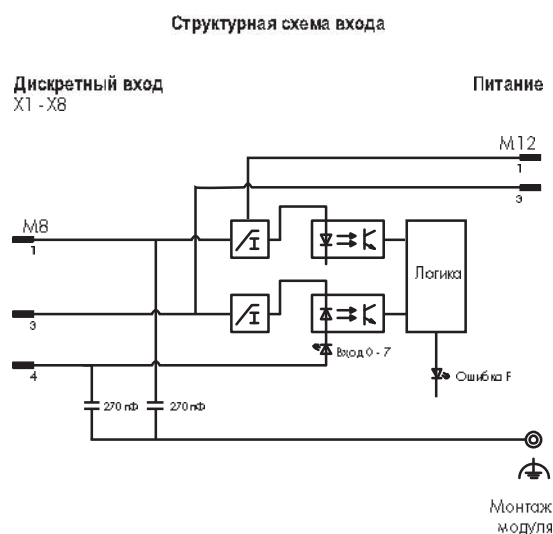 Структурная схема входа
Дискретный вход
X1 - X8
Питание
M12
1
3
M8
1
Логика
3
Вход 0 - 7
4
Ошибка F
270 пФ
270 пФ
Монтаж
модуля